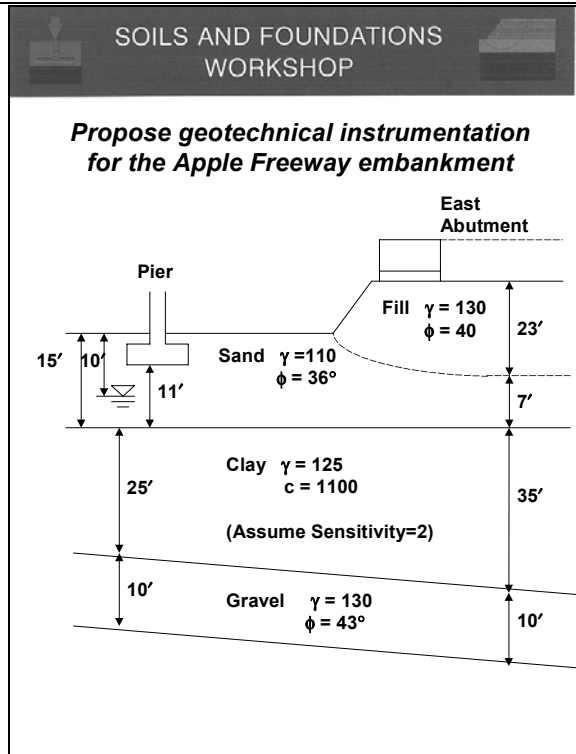 SOILS AND FOUNDATIONS
WORKSHOP
Propose geotechnical instrumentation
for the Apple Freeway embankment
East
Abutment
Pier
Fill γ = 130
ϕ = 40
23′
15′
10′
Sand γ =110
ϕ = 36°
11′
7′
Clay γ = 125
c = 1100
25′
35′
(Assume Sensitivity=2)
10′
Gravel γ = 130
ϕ = 43°
10′